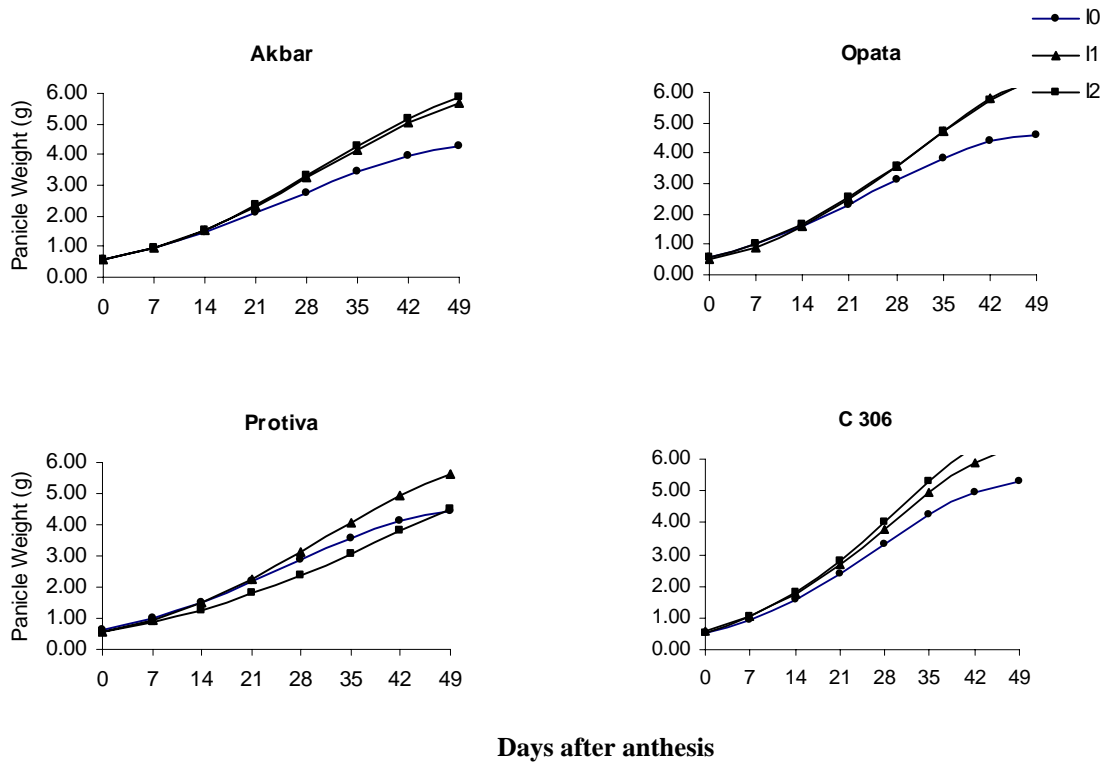 I0
I1
I2
Akbar
Panicle Weight (g)
6.00
5.00
4.00
3.00
2.00
1.00
0.00
0 7 14 21 28 35 42 49
Opata
6.00
5.00
4.00
3.00
2.00
1.00
0.00
0 7 14 21 28 35 42 49
Protiva
Panicle Weight (g)
6.00
5.00
4.00
3.00
2.00
1.00
0.00
0 7 14 21 28 35 42 49
C 306
6.00
5.00
4.00
3.00
2.00
1.00
0.00
0 7 14 21 28 35 42 49
Days after anthesis